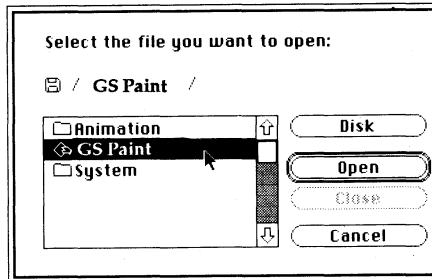 Select the file you want to open:
/ GS Paint /
Animation
GS Paint
System
Disk
Open
Close
Cancel